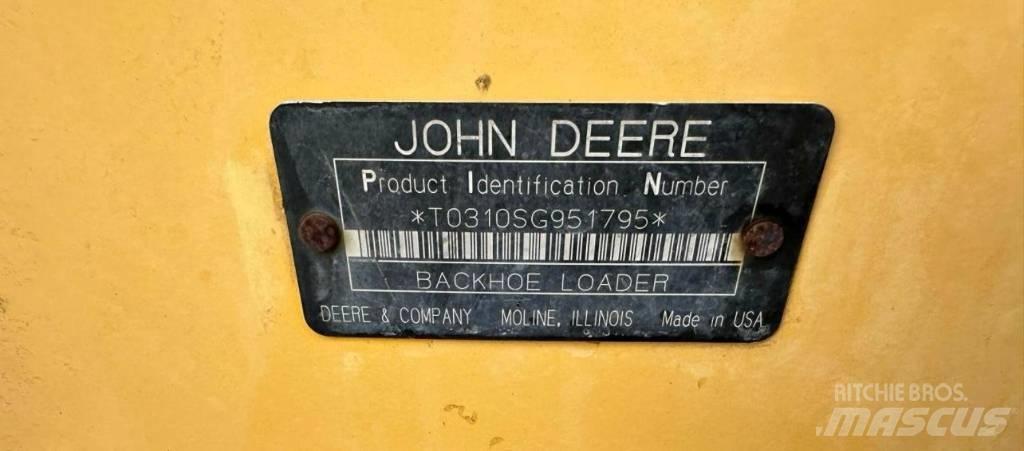 JOHN DEERE
Product Identification Number
*T0310SG951795*
BACKHOE LOADER
DEERE & COMPANY MOLINE, ILLINOIS Made in USA
RITCHIE BROS.
MASCUS